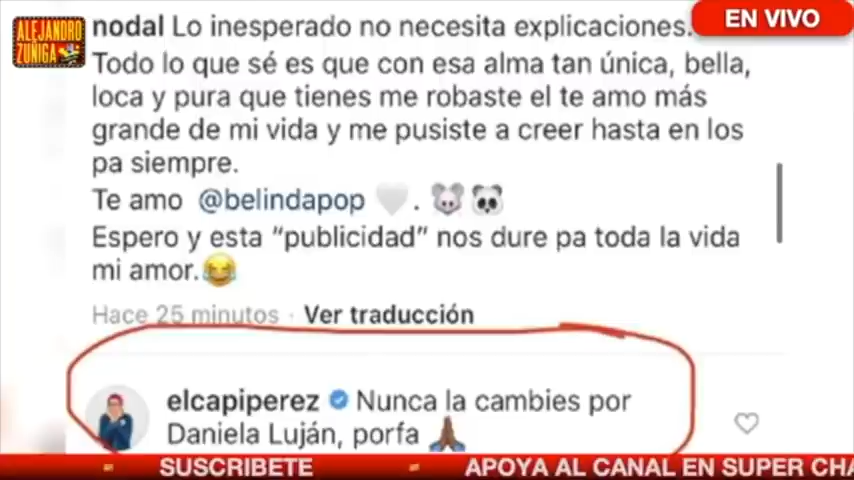 ALEJANDRO
ZUÑIGA
EN VIVO
nodal Lo inesperado no necesita explicaciones.
Todo lo que sé es que con esa alma tan única, bella,
loca y pura que tienes me robaste el te amo más
grande de mi vida y me pusiste a creer hasta en los
pa siempre.
Te amo @belindapop 🤍. 🐭🐼
Espero y esta “publicidad” nos dure pa toda la vida
mi amor.😂
Hace 25 minutos · Ver traducción
elcapiperez Nunca la cambies por
Daniela Luján, porfa 🙏🏾
SUSCRIBETE APOYA AL CANAL EN SUPER CHA